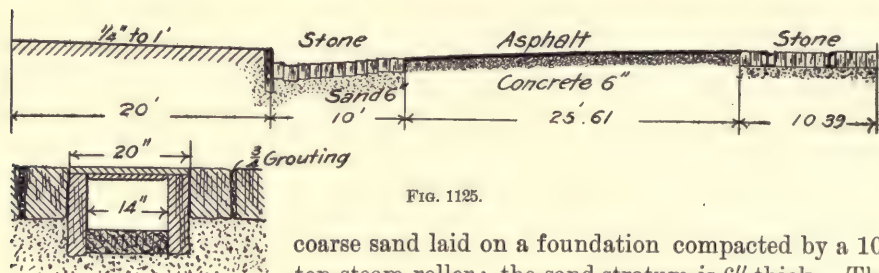 ¼" to 1'
Stone
Asphalt
Stone
Sand 6"
Concrete 6"
20'
10'
25'.61
10 39
20"
¾ Grouting
14"
FIG. 1125.
coarse sand laid on a foundation compacted by a 10
ton steam-roller; the sand stratum is 6" thick. Th